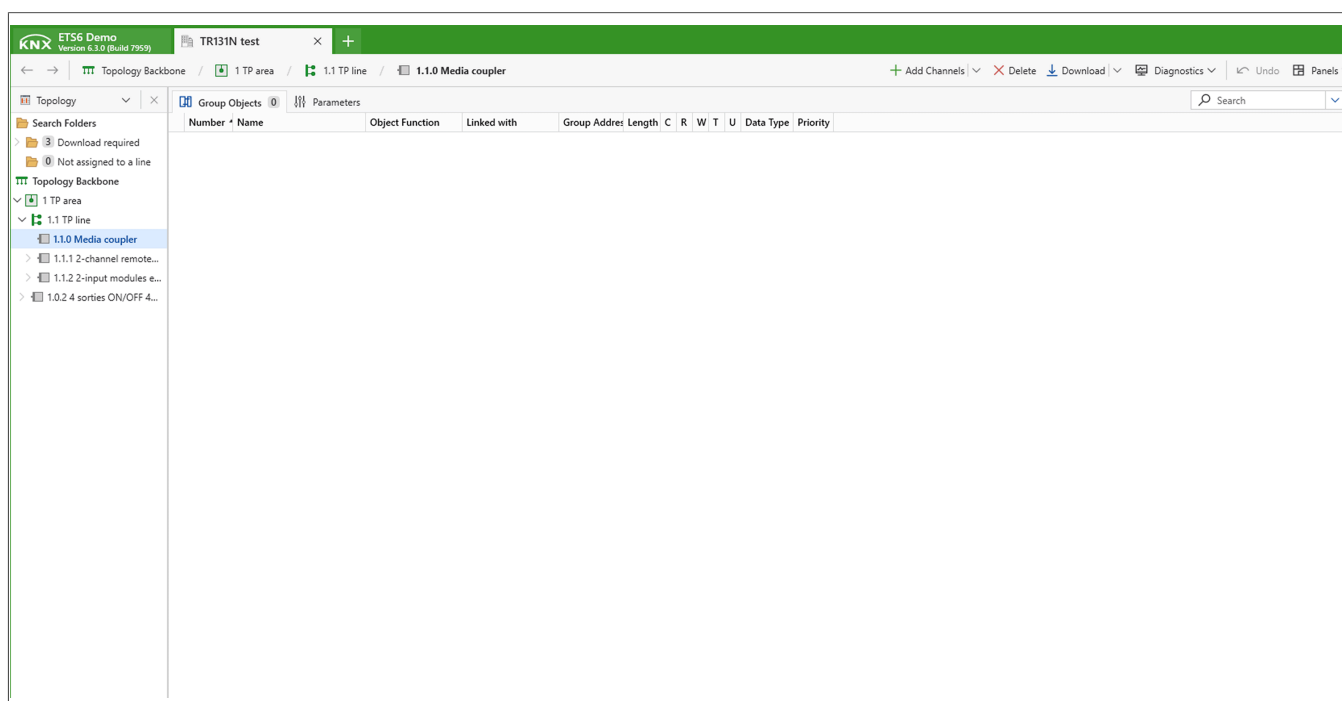 KNX ETS6 Demo
Version 6.3.0 (Build 7959)
TR131N test
Topology Backbone / 1 TP area / 1.1 TP line / 1.1.0 Media coupler
Add Channels Delete Download Diagnostics Undo Panels
Topology
Group Objects 0 Parameters
Search
Number Name Object Function Linked with Group Addres Length C R W T U Data Type Priority
Search Folders
3 Download required
0 Not assigned to a line
Topology Backbone
1 TP area
1.1 TP line
1.1.0 Media coupler
1.1.1 2-channel remote...
1.1.2 2-input modules e...
1.0.2 4 sorties ON/OFF 4...